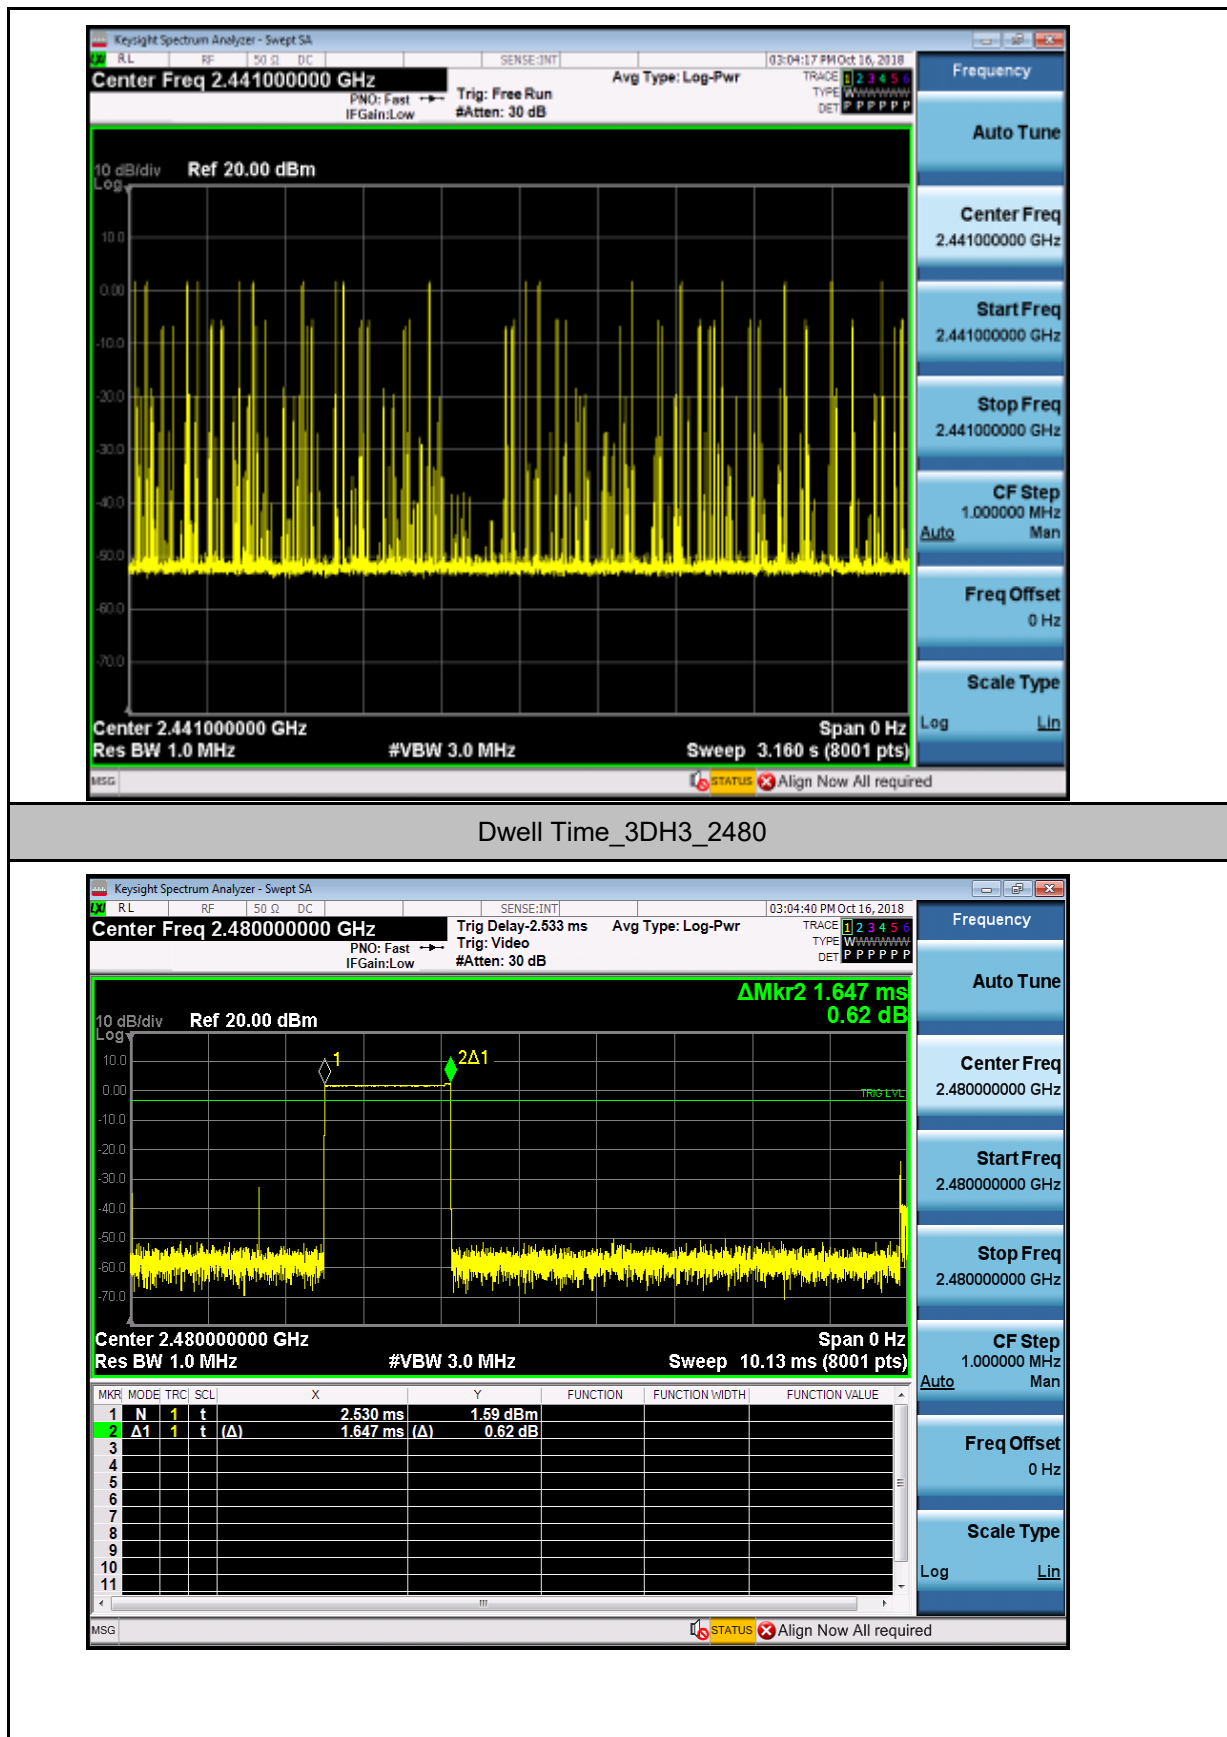 Keysight Spectrum Analyzer - Swept SA
LXI RL RF 50 Ω DC SENSE:INT 03:04:17 PM Oct 16, 2018
Center Freq 2.441000000 GHz
PNO: Fast
IFGain:Low
Trig: Free Run
#Atten: 30 dB
Avg Type: Log-Pwr
TRACE 1 2 3 4 5 6
TYPE WWWWWW
DET P P P P P P
10 dB/div
Log
Ref 20.00 dBm
10.0
0.00
-10.0
-20.0
-30.0
-40.0
-50.0
-60.0
-70.0
Center 2.441000000 GHz Span 0 Hz
Res BW 1.0 MHz #VBW 3.0 MHz Sweep 3.160 s (8001 pts)
MSG STATUS Align Now All required
Frequency
Auto Tune
Center Freq
2.441000000 GHz
Start Freq
2.441000000 GHz
Stop Freq
2.441000000 GHz
CF Step
1.000000 MHz
Auto Man
Freq Offset
0 Hz
Scale Type
Log Lin
Dwell Time_3DH3_2480
Keysight Spectrum Analyzer - Swept SA
LXI RL RF 50 Ω DC SENSE:INT 03:04:40 PM Oct 16, 2018
Center Freq 2.480000000 GHz
PNO: Fast
IFGain:Low
Trig Delay-2.533 ms
Trig: Video
#Atten: 30 dB
Avg Type: Log-Pwr
TRACE 1 2 3 4 5 6
TYPE WWWWWW
DET P P P P P P
ΔMkr2 1.647 ms
0.62 dB
10 dB/div
Log
Ref 20.00 dBm
1
2Δ1
TRIG LVL
10.0
0.00
-10.0
-20.0
-30.0
-40.0
-50.0
-60.0
-70.0
Center 2.480000000 GHz Span 0 Hz
Res BW 1.0 MHz #VBW 3.0 MHz Sweep 10.13 ms (8001 pts)
MKR MODE TRC SCL X Y FUNCTION FUNCTION WIDTH FUNCTION VALUE
1 N 1 t 2.530 ms 1.59 dBm
2 Δ1 1 t (Δ) 1.647 ms (Δ) 0.62 dB
3
4
5
6
7
8
9
10
11
MSG STATUS Align Now All required
Frequency
Auto Tune
Center Freq
2.480000000 GHz
Start Freq
2.480000000 GHz
Stop Freq
2.480000000 GHz
CF Step
1.000000 MHz
Auto Man
Freq Offset
0 Hz
Scale Type
Log Lin